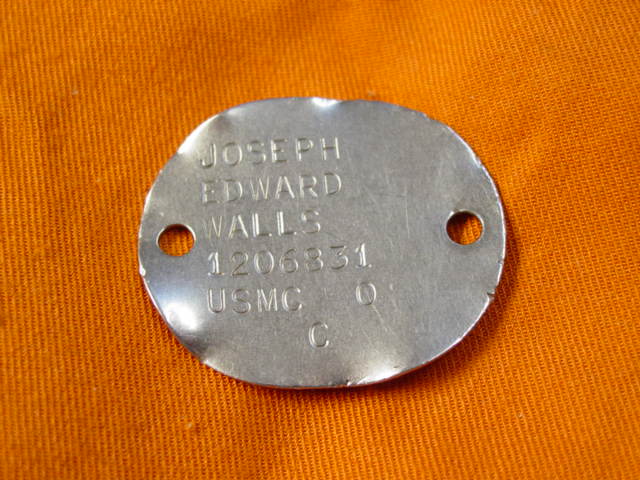 JOSEPH
EDWARD
WALLS
1206831
USMC O
C